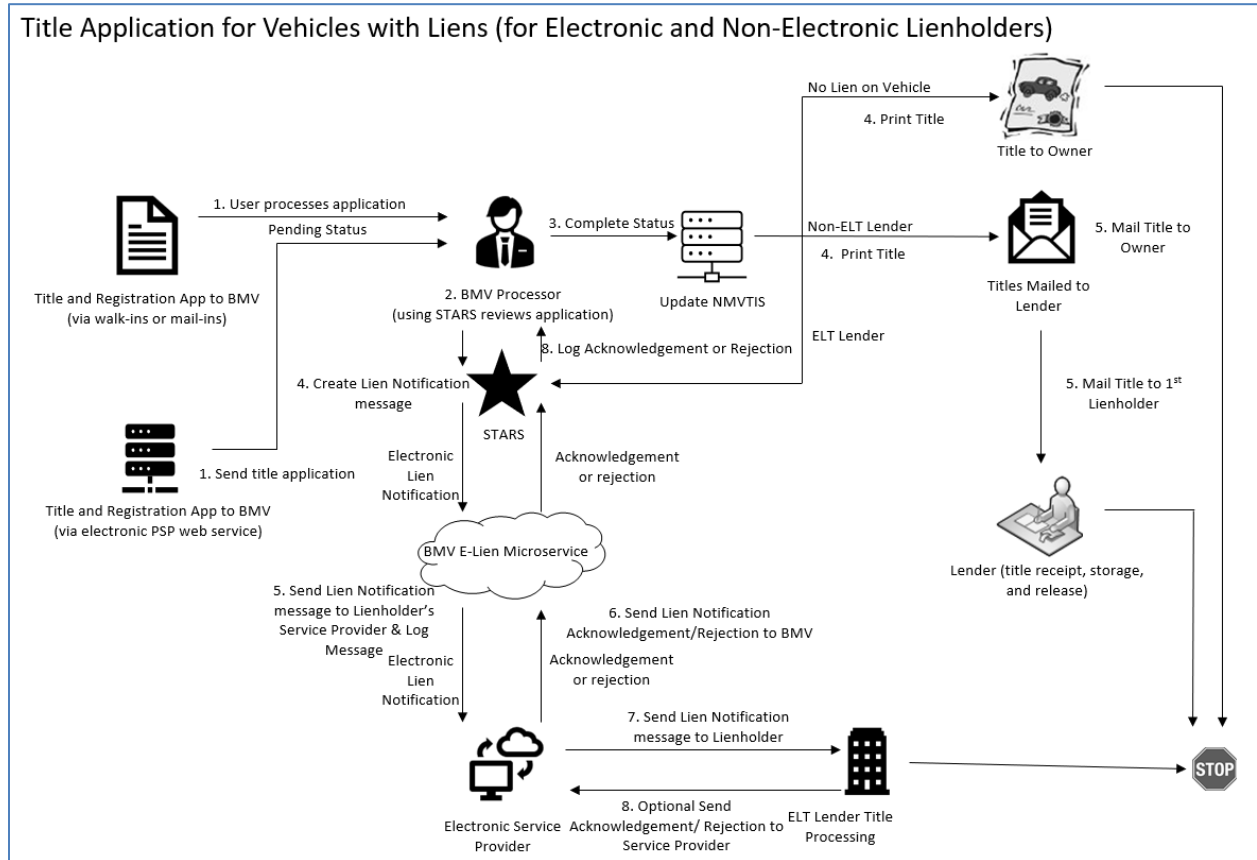 Title Application for Vehicles with Liens (for Electronic and Non-Electronic Lienholders)
No Lien on Vehicle
4. Print Title
Title to Owner
1. User processes application
Pending Status
3. Complete Status
Non-ELT Lender
4. Print Title
5. Mail Title to
Owner
Title and Registration App to BMV
(via walk-ins or mail-ins)
2. BMV Processor
(using STARS reviews application)
Update NMVTIS
Titles Mailed to
Lender
8. Log Acknowledgement or Rejection
ELT Lender
4. Create Lien Notification
message
STARS
5. Mail Title to 1st
Lienholder
1. Send title application
Title and Registration App to BMV
(via electronic PSP web service)
Electronic
Lien
Notification
Acknowledgement
or rejection
BMV E-Lien Microservice
Lender (title receipt, storage,
and release)
5. Send Lien Notification
message to Lienholder's
Service Provider & Log
Message
6. Send Lien Notification
Acknowledgement/Rejection to BMV
Electronic
Lien
Notification
Acknowledgement
or rejection
7. Send Lien Notification
message to Lienholder
STOP
8. Optional Send
Acknowledgement/ Rejection to
Service Provider
Electronic Service
Provider
ELT Lender Title
Processing